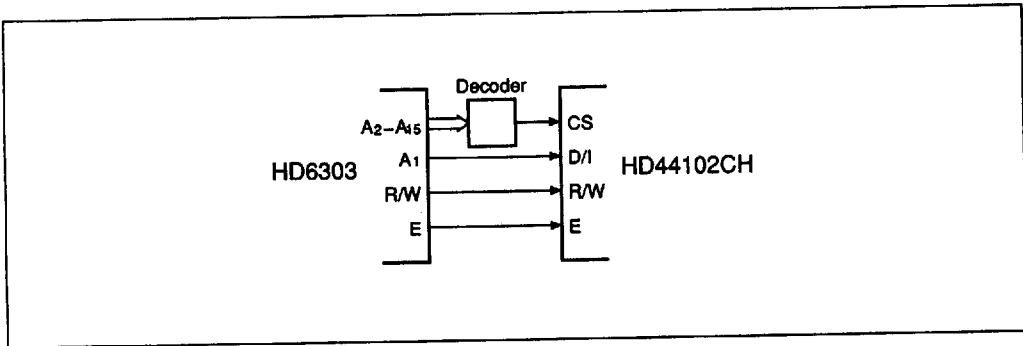 Decoder
A2–A15
CS
A1
D/I
HD6303
HD44102CH
R/W
R/W
E
E